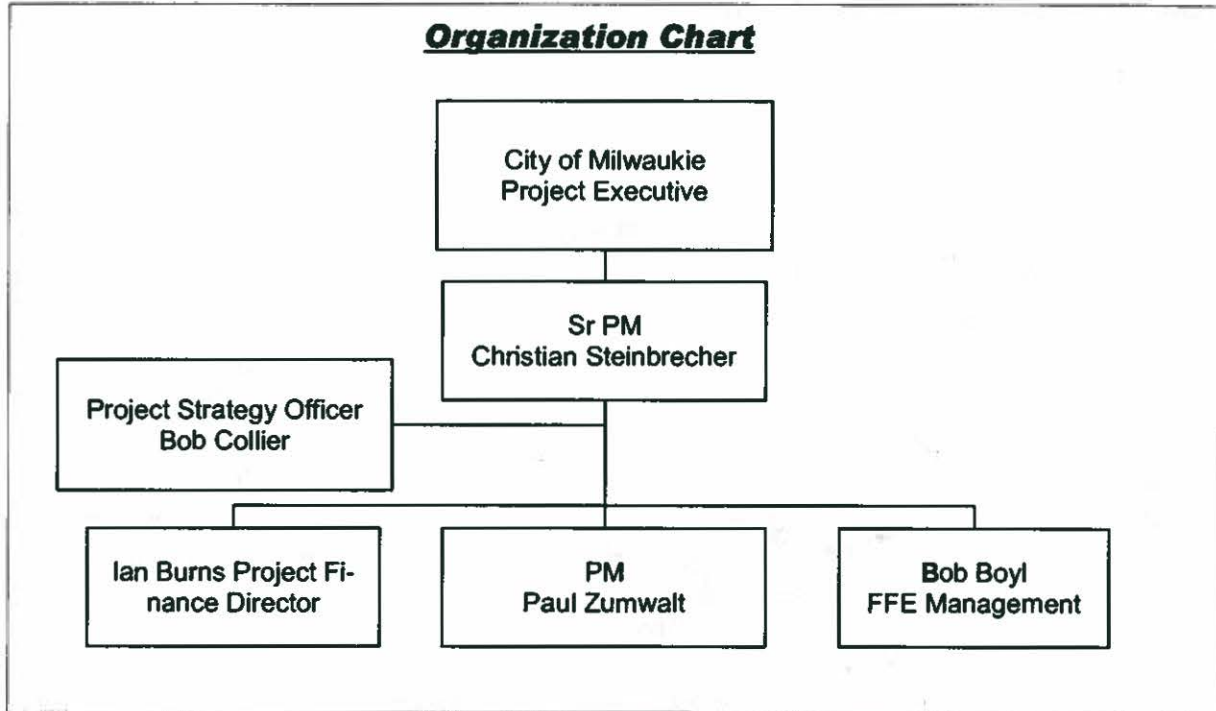 Organization Chart
City of Milwaukie
Project Executive
Sr PM
Christian Steinbrecher
Project Strategy Officer
Bob Collier
Ian Burns Project Fi-
nance Director
PM
Paul Zumwalt
Bob Boyl
FFE Management